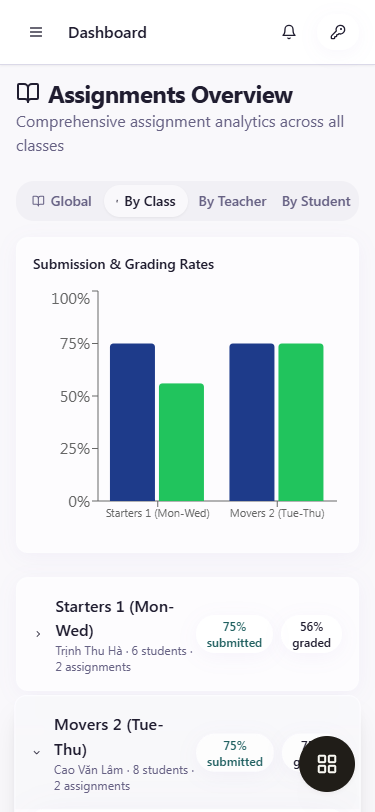 Dashboard
Assignments Overview
Comprehensive assignment analytics across all
classes
Global
By Class
By Teacher
By Student
Submission & Grading Rates
100%
75%
50%
25%
0%
Starters 1 (Mon-Wed)
Movers 2 (Tue-Thu)
Starters 1 (Mon-
Wed)
Trịnh Thu Hà · 6 students ·
2 assignments
75%
submitted
56%
graded
Movers 2 (Tue-
Thu)
Cao Văn Lâm · 8 students ·
2 assignments
75%
submitted